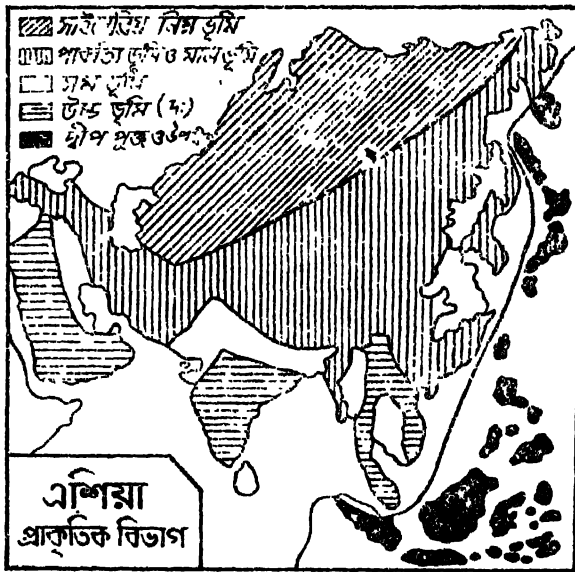 সাইবেরিয় নিম্ন ভূমি
পার্বত্য ভূমি ও মালভূমি
সম ভূমি
উচ্চ ভূমি (দঃ)
দ্বীপ পুঞ্জ ও
এশিয়া
প্রাকৃতিক বিভাগ